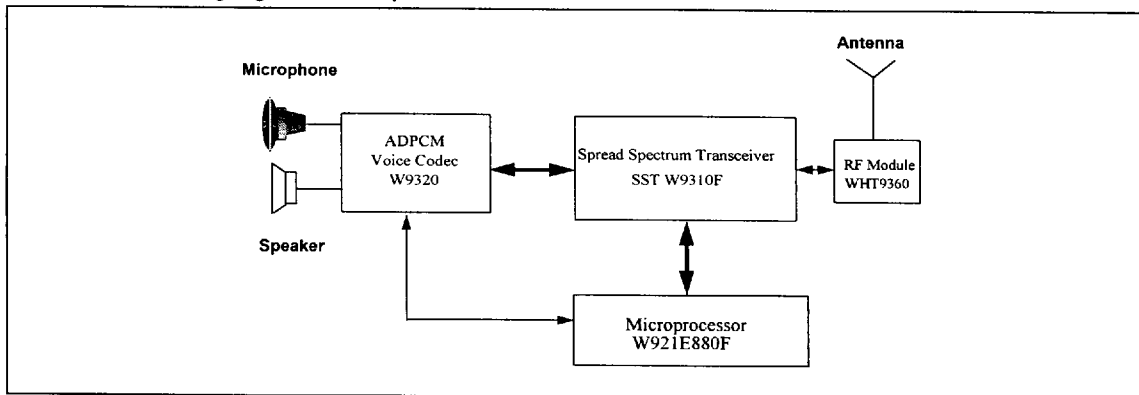 Antenna
Microphone
ADPCM
Voice Codec
W9320
Spread Spectrum Transceiver
SST W9310F
RF Module
WHT9360
Speaker
Microprocessor
W921E880F